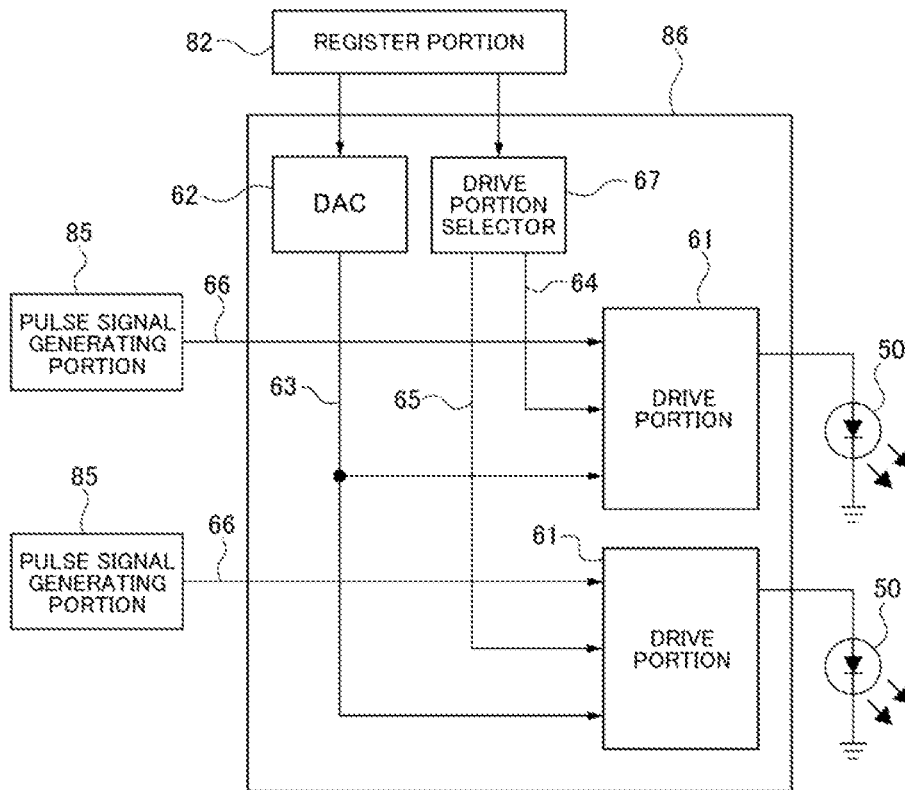 82
REGISTER PORTION
86
62
DAC
DRIVE
PORTION
SELECTOR
67
85
61
66
64
PULSE SIGNAL
GENERATING
PORTION
50
63
65
DRIVE
PORTION
85
66
61
PULSE SIGNAL
GENERATING
PORTION
50
DRIVE
PORTION